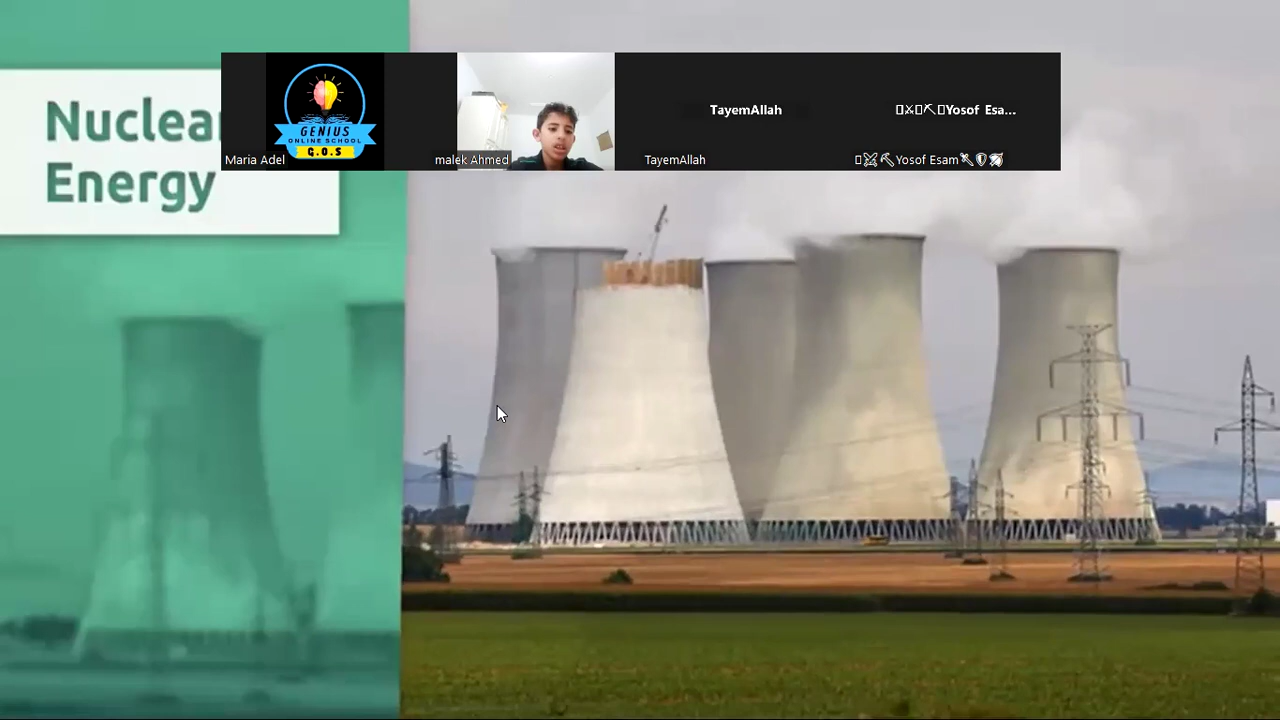 Nuclear
Energy
GENIUS
ONLINE SCHOOL
G.O.S
Maria Adel
malek Ahmed
TayemAllah
TayemAllah
Yosof Esa...
Yosof Esam